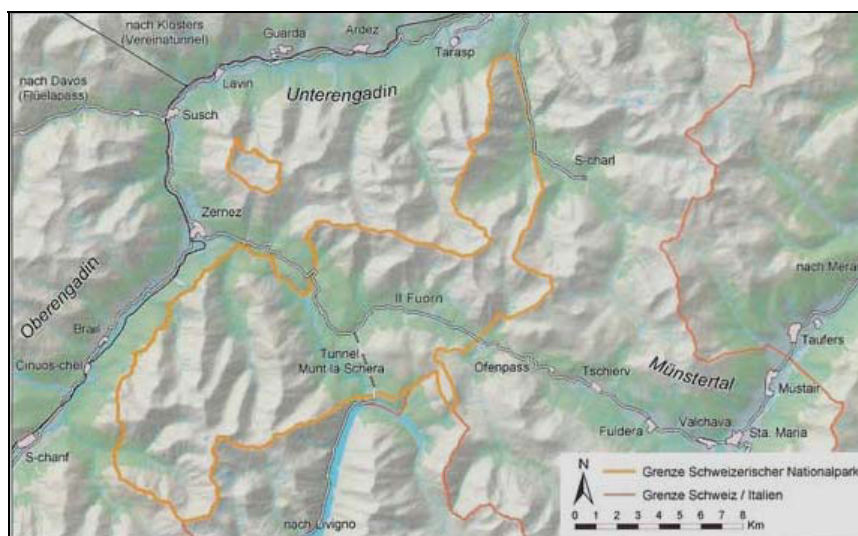 nach Klosters
(Vereinatunnel)
Guarda
Ardez
Tarasp
Lavin
nach Davos
(Flüelapass)
Unterengadin
Susch
S-charl
Zernez
Oberengadin
nach Mera
Il Fuorn
Brail
Taufers
Tunnel
Munt la Schera
Ofenpass
Cinuos-chel
Tschierv
Münstertal
Müstair
Fuldera
Valchava
Sta. Maria
S-chanf
nach Livigno
N
Grenze Schweizerischer Nationalpark
Grenze Schweiz / Italien
0 1 2 3 4 5 6 7 8
Km